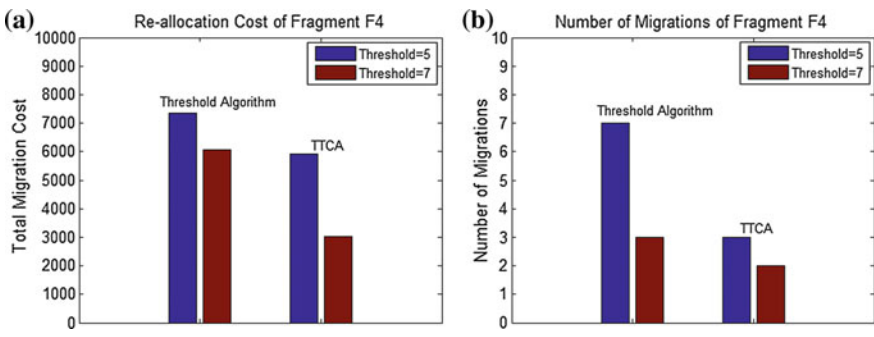 (a)
Re-allocation Cost of Fragment F4
Total Migration Cost
10000
9000
8000
7000
6000
5000
4000
3000
2000
1000
0
Threshold=5
Threshold=7
Threshold Algorithm
TTCA
(b)
Number of Migrations of Fragment F4
Number of Migrations
10
9
8
7
6
5
4
3
2
1
0
Threshold=5
Threshold=7
Threshold Algorithm
TTCA